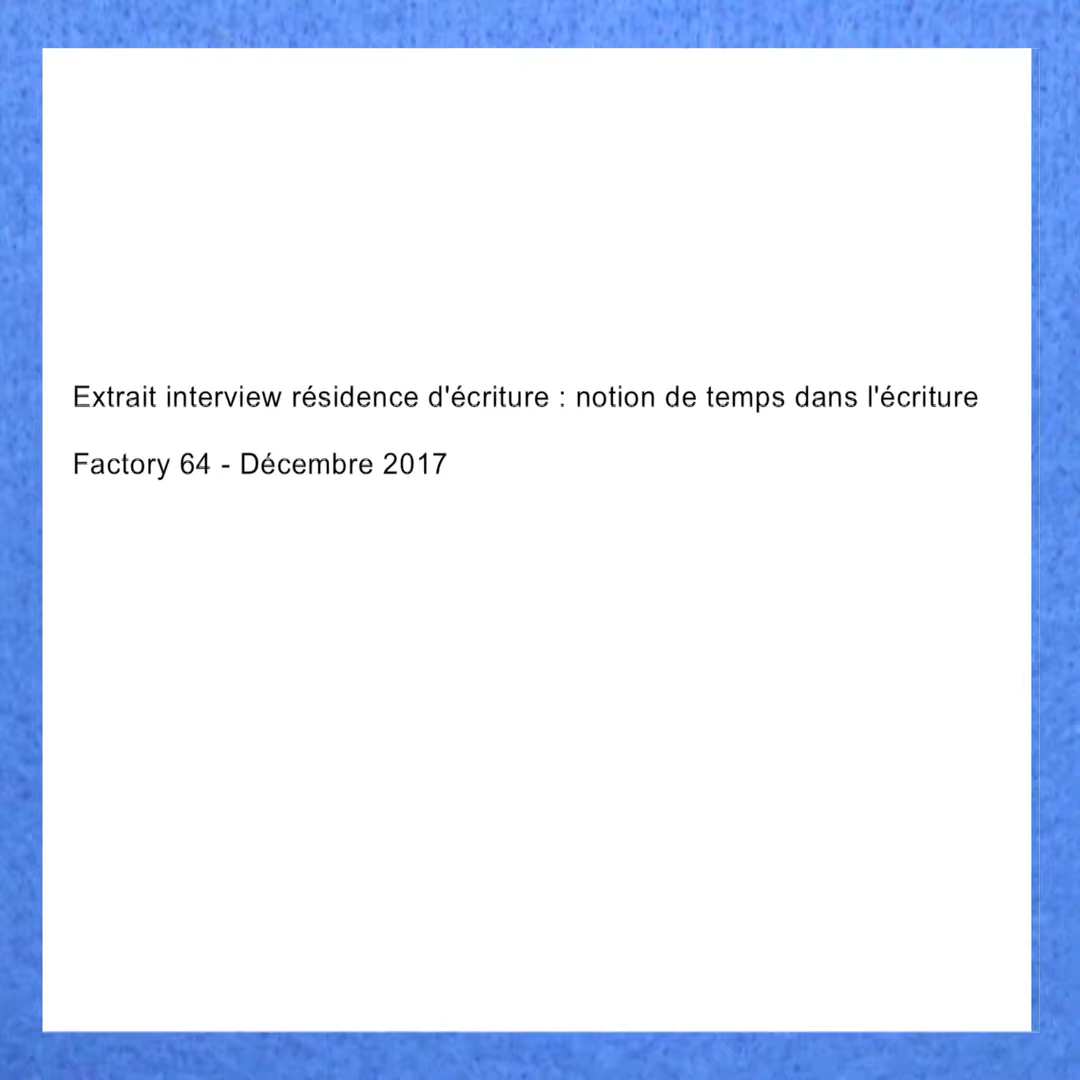 Extrait interview résidence d'écriture : notion de temps dans l'écriture
Factory 64 - Décembre 2017